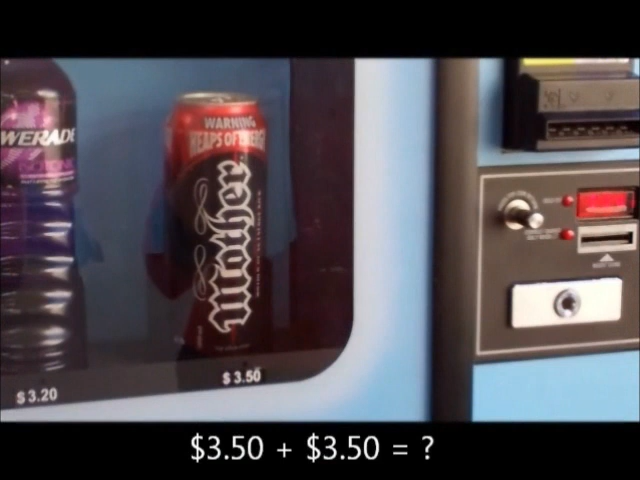 WERADE
WARNING
HEAPS OF ENERGY
mother
$3.20
$3.50
$3.50 + $3.50 = ?